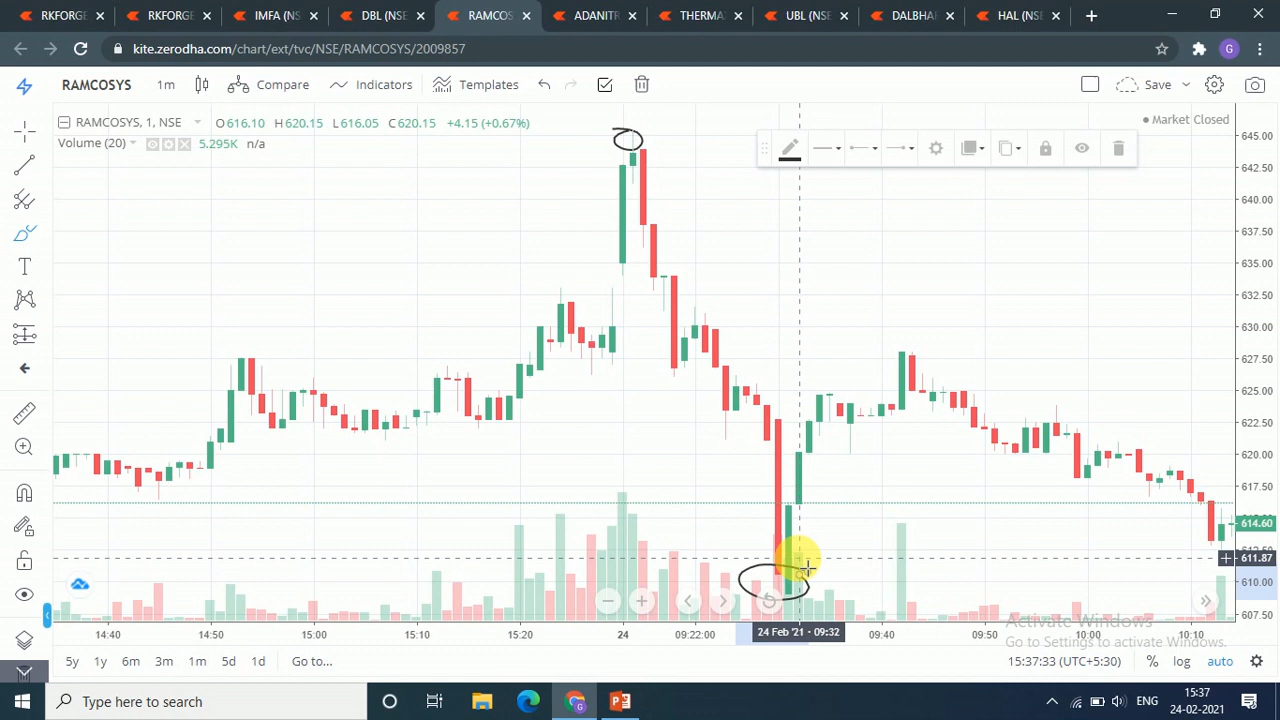 RKFORGE
RKFORGE
IMFA (NS
DBL (NSE
RAMCOS
ADANITR
THERMA
UBL (NSE
DALBHAR
HAL (NSE
kite.zerodha.com/chart/ext/tvc/NSE/RAMCOSYS/2009857
G
RAMCOSYS 1m Compare Indicators Templates Save
RAMCOSYS, 1, NSE O616.10 H620.15 L616.05 C620.15 +4.15 (+0.67%)
Market Closed
Volume (20) 5.295K n/a
645.00
642.50
640.00
637.50
635.00
632.50
630.00
627.50
625.00
622.50
620.00
617.50
614.60
611.87
610.00
607.50
14:40 14:50 15:00 15:10 15:20 24 09:22:00 24 Feb '21 · 09:32 09:40 09:50 10:00 10:10
Activate Windows
Go to Settings to activate Windows.
5y 1y 6m 3m 1m 5d 1d Go to... 15:37:33 (UTC+5:30) % log auto
Type here to search
ENG
15:37
24-02-2021